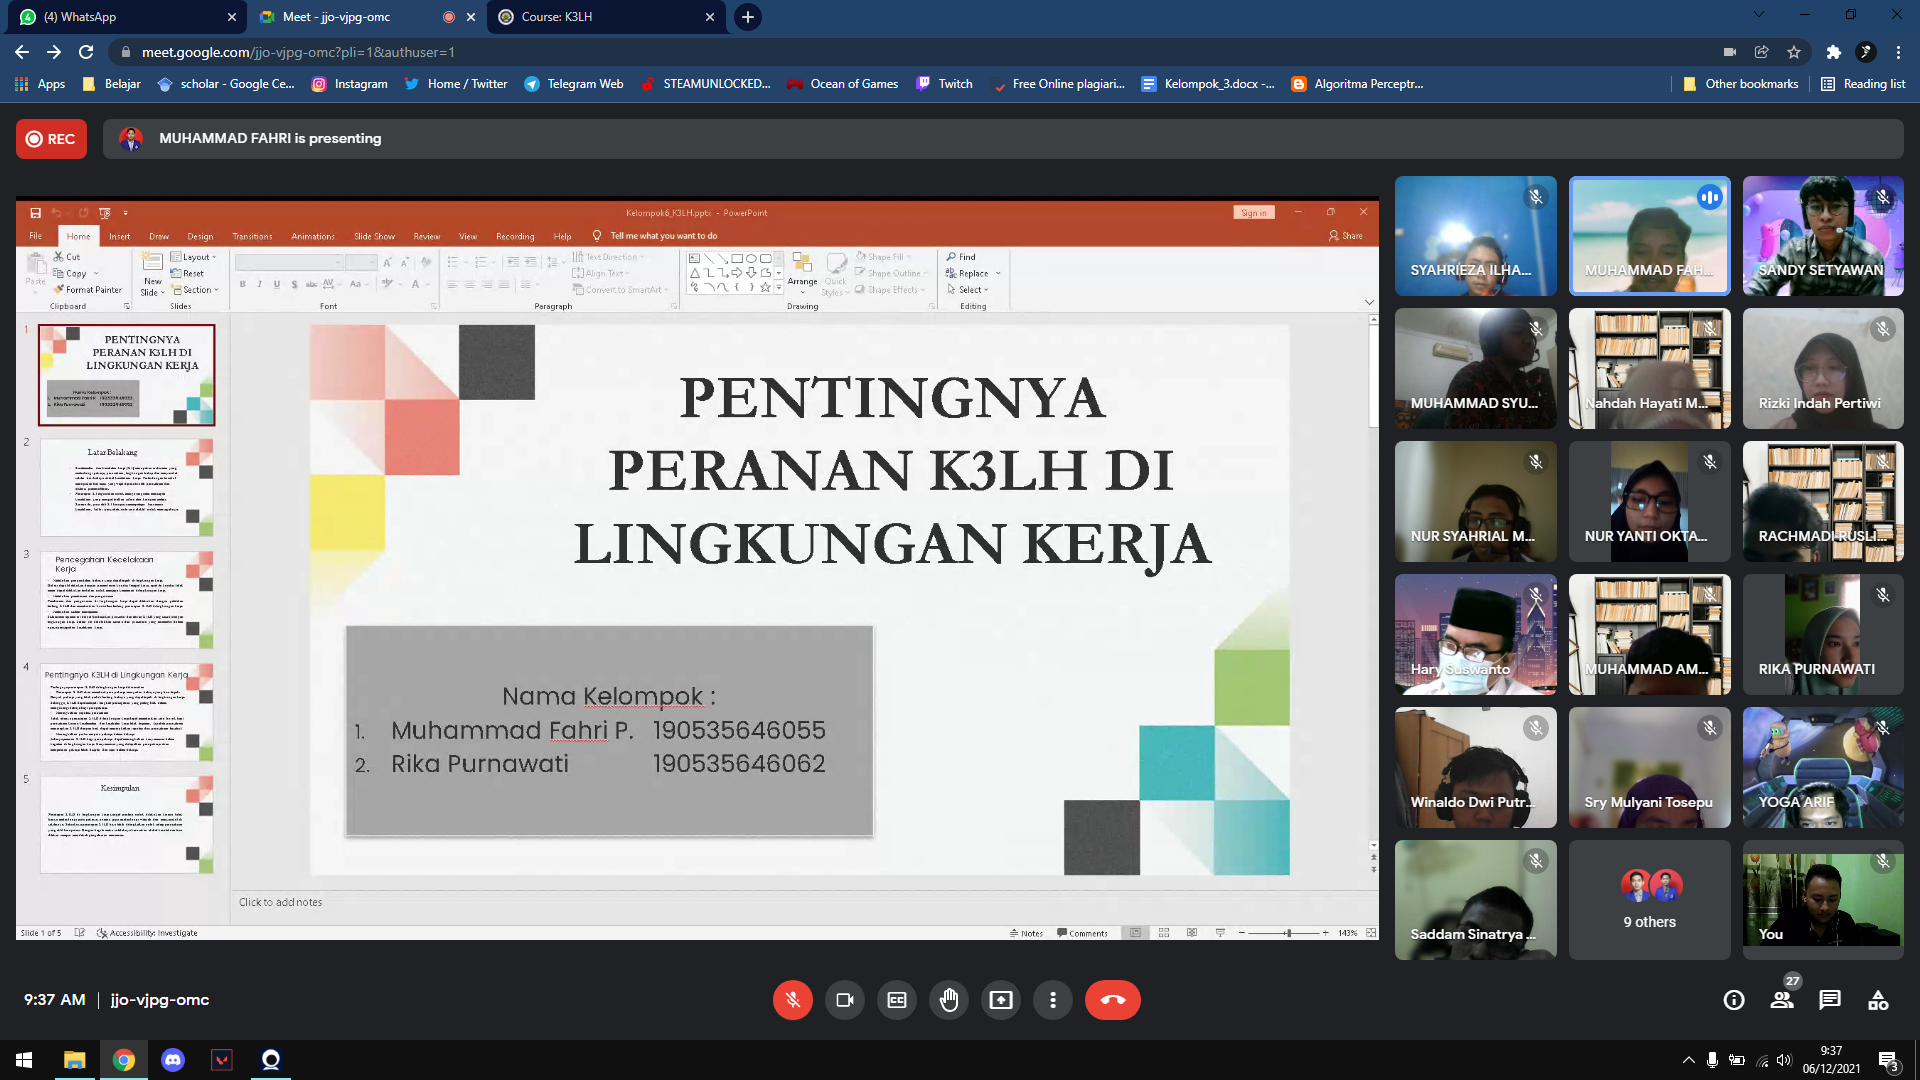 (4) WhatsApp
Meet - jjo-vjpg-omc
Course: K3LH
meet.google.com/jjo-vjpg-omc?pli=1&authuser=1
Apps
Belajar
scholar - Google Ce...
Instagram
Home / Twitter
Telegram Web
STEAMUNLOCKED...
Ocean of Games
Twitch
Free Online plagiari...
Kelompok_3.docx -...
Algoritma Perceptr...
Other bookmarks
Reading list
REC
MUHAMMAD FAHRI is presenting
Kelompok6_K3LH.pptx - PowerPoint
Sign in
File Home Insert Draw Design Transitions Animations Slide Show Review View Recording Help Tell me what you want to do
Share
Paste
Cut
Copy
Format Painter
Clipboard
New Slide
Layout
Reset
Section
Slides
Font
Text Direction
Align Text
Convert to SmartArt
Paragraph
Arrange
Quick Styles
Shape Fill
Shape Outline
Shape Effects
Drawing
Find
Replace
Select
Editing
1
PENTINGNYA
PERANAN K3LH DI
LINGKUNGAN KERJA
2
Latar Belakang
3
Pencegahan Kecelakaan
Kerja
4
Pentingnya K3LH di Lingkungan Kerja
5
Kesimpulan
PENTINGNYA
PERANAN K3LH DI
LINGKUNGAN KERJA
Nama Kelompok :
1. Muhammad Fahri P. 190535646055
2. Rika Purnawati 190535646062
Click to add notes
Slide 1 of 5
Accessibility: Investigate
Notes
Comments
143%
SYAHRIEZA ILHA...
MUHAMMAD FAH...
SANDY SETYAWAN
MUHAMMAD SYU...
Nahdah Hayati M...
Rizki Indah Pertiwi
NUR SYAHRIAL M...
NUR YANTI OKTA...
RACHMADI RUSLI...
Hary Suswanto
MUHAMMAD AM...
RIKA PURNAWATI
Winaldo Dwi Putr...
Sry Mulyani Tosepu
YOGA ARIF
Saddam Sinatrya ...
9 others
You
9:37 AM | jjo-vjpg-omc
27
9:37
06/12/2021
3